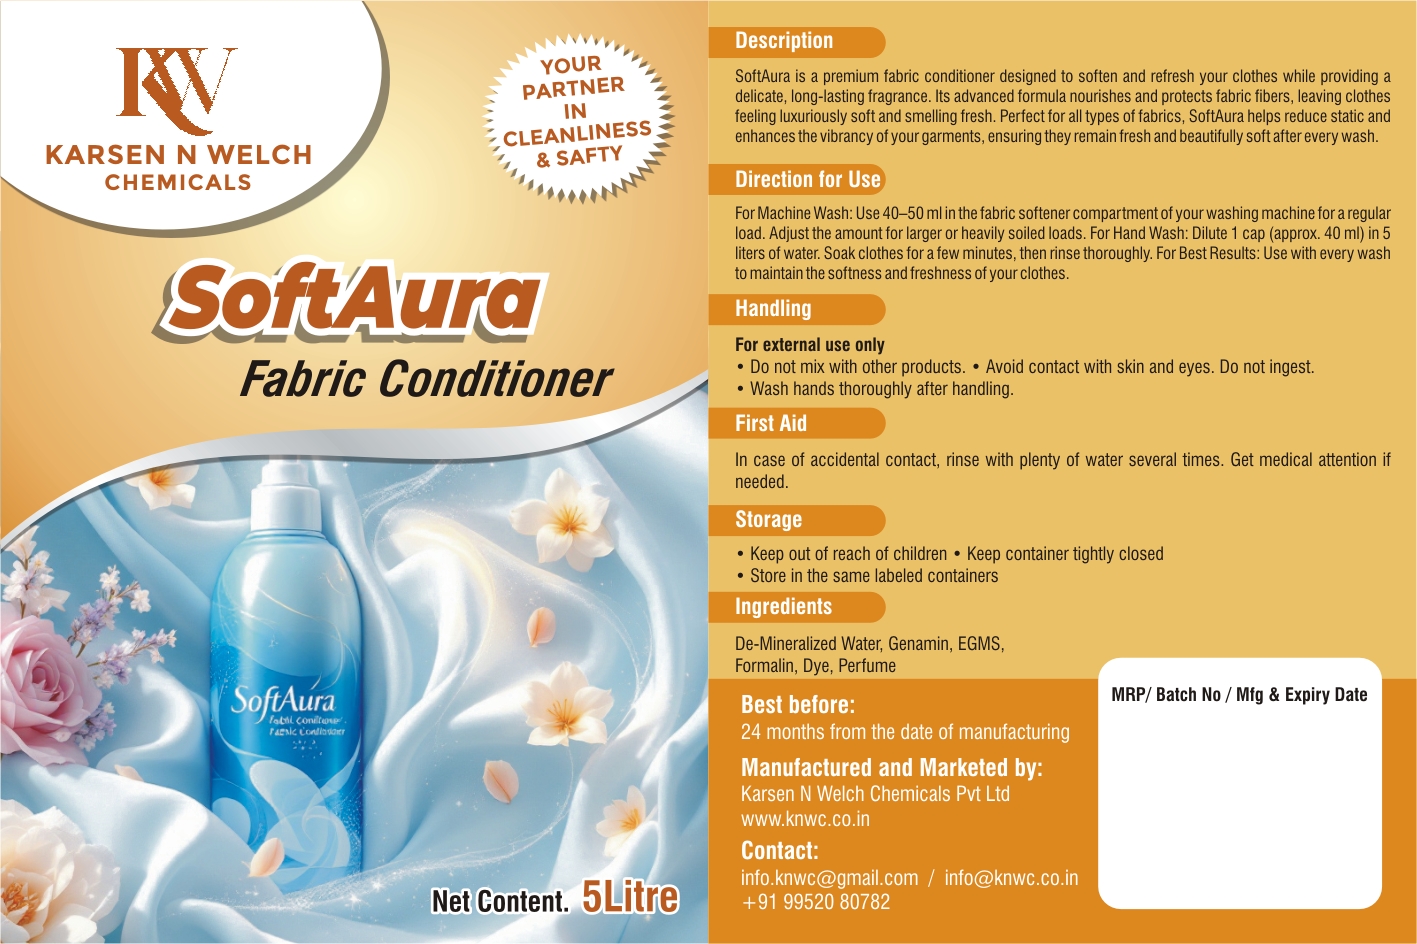 KW
KARSEN N WELCH
CHEMICALS
YOUR
PARTNER
IN
CLEANLINESS
& SAFTY
SoftAura
Fabric Conditioner
SoftAura
Fabric Conditioner
Net Content. 5Litre
Description
SoftAura is a premium fabric conditioner designed to soften and refresh your clothes while providing a
delicate, long-lasting fragrance. Its advanced formula nourishes and protects fabric fibers, leaving clothes
feeling luxuriously soft and smelling fresh. Perfect for all types of fabrics, SoftAura helps reduce static and
enhances the vibrancy of your garments, ensuring they remain fresh and beautifully soft after every wash.
Direction for Use
For Machine Wash: Use 40–50 ml in the fabric softener compartment of your washing machine for a regular
load. Adjust the amount for larger or heavily soiled loads. For Hand Wash: Dilute 1 cap (approx. 40 ml) in 5
liters of water. Soak clothes for a few minutes, then rinse thoroughly. For Best Results: Use with every wash
to maintain the softness and freshness of your clothes.
Handling
For external use only
• Do not mix with other products. • Avoid contact with skin and eyes. Do not ingest.
• Wash hands thoroughly after handling.
First Aid
In case of accidental contact, rinse with plenty of water several times. Get medical attention if
needed.
Storage
• Keep out of reach of children • Keep container tightly closed
• Store in the same labeled containers
Ingredients
De-Mineralized Water, Genamin, EGMS,
Formalin, Dye, Perfume
Best before:
24 months from the date of manufacturing
Manufactured and Marketed by:
Karsen N Welch Chemicals Pvt Ltd
www.knwc.co.in
Contact:
info.knwc@gmail.com / info@knwc.co.in
+91 99520 80782
MRP/ Batch No / Mfg & Expiry Date